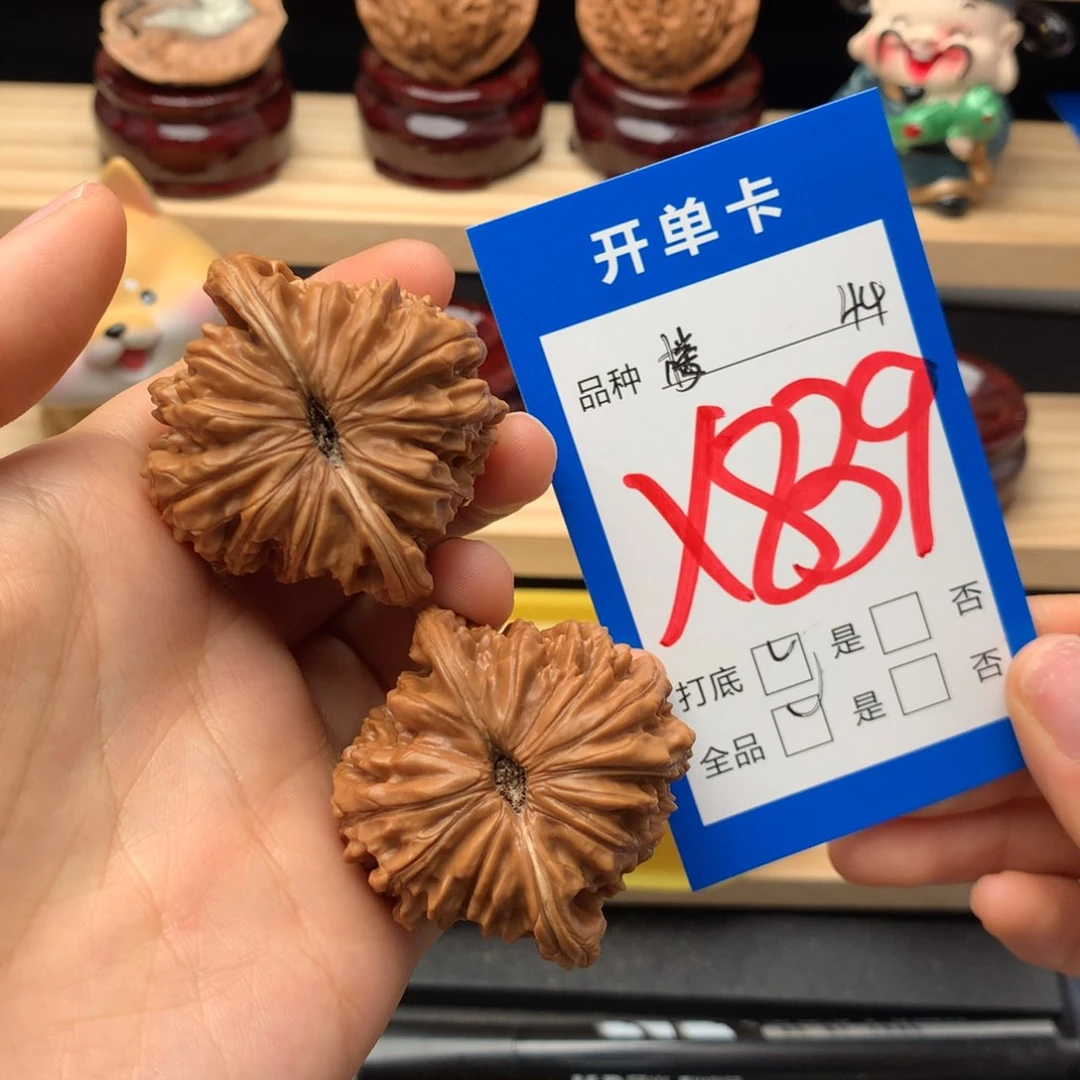 开单卡
品种 楼 44
X889
打底 是 否
全品 是 否